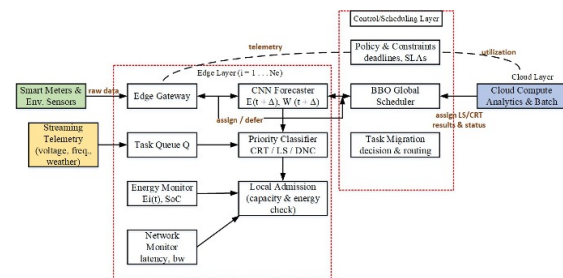 Control/Scheduling Layer
telemetry
Policy & Constraints
deadlines, SLAs
utilization
Edge Layer (i = 1 … Ne)
Cloud Layer
Smart Meters &
Env. Sensors
raw data
Edge Gateway
CNN Forecaster
E(t + Δ), W (t + Δ)
BBO Global
Scheduler
Cloud Compute
Analytics & Batch
assign / defer
assign LS/CRT
results & status
Streaming
Telemetry
(voltage, freq.,
weather)
Task Queue Q
Priority Classifier
CRT / LS / DNC
Task Migration
decision & routing
Energy Monitor
Ei(t), SoC
Local Admission
(capacity & energy
check)
Network
Monitor
latency, bw